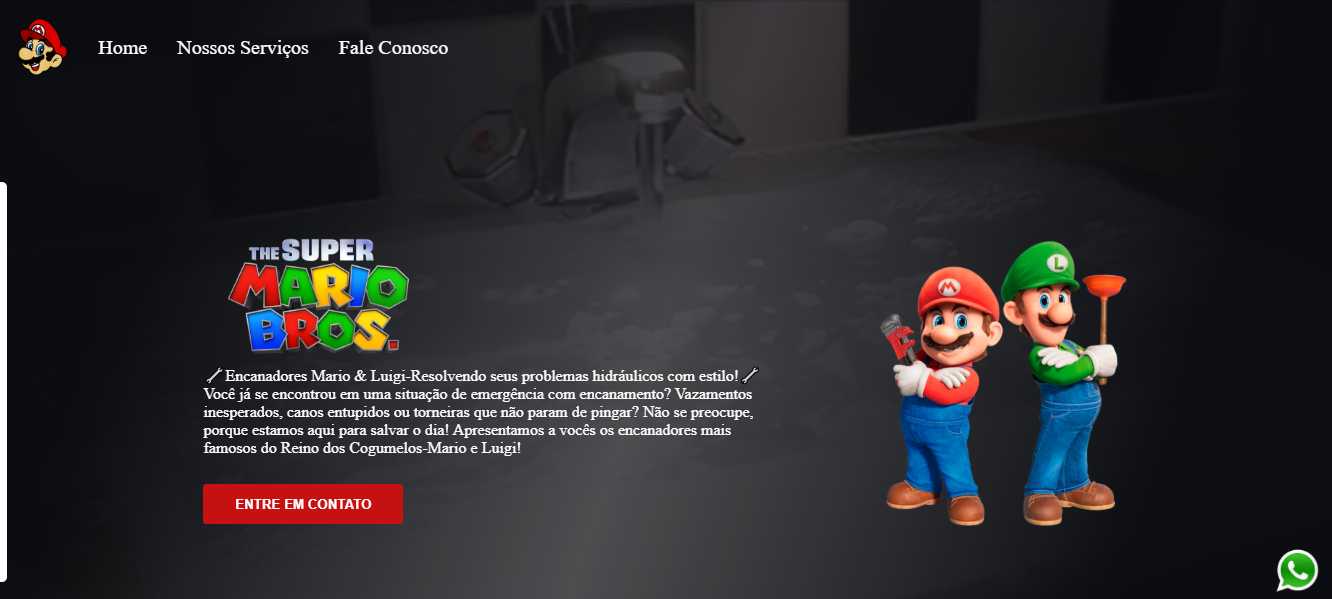 Home Nossos Serviços Fale Conosco
THE SUPER
MARIO
BROS.
Encanadores Mario & Luigi-Resolvendo seus problemas hidráulicos com estilo!
Você já se encontrou em uma situação de emergência com encanamento? Vazamentos
inesperados, canos entupidos ou torneiras que não param de pingar? Não se preocupe,
porque estamos aqui para salvar o dia! Apresentamos a vocês os encanadores mais
famosos do Reino dos Cogumelos-Mario e Luigi!
ENTRE EM CONTATO
M
M
L